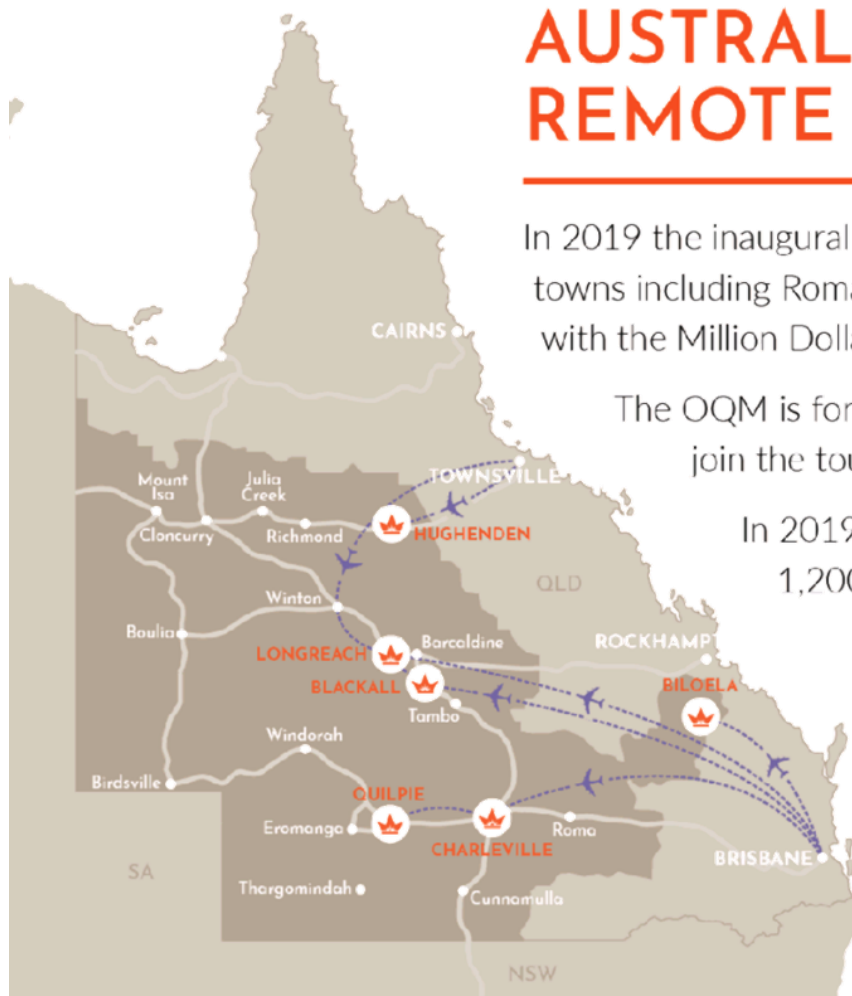 AUSTRAL
REMOTE
In 2019 the inaugural
towns including Roma
with the Million Dolla
The OQM is for
join the tou
In 2019
1,200
CAIRNS
TOWNSVILLE
Mount
Isa
Julia
Creek
Cloncurry
Richmond
HUGHENDEN
QLD
Winton
Boulia
LONGREACH
Barcaldine
ROCKHAMPT
BLACKALL
BILOELA
Tambo
Windorah
Birdsville
QUILPIE
Eromanga
Roma
CHARLEVILLE
BRISBANE
SA
Thargomindah
Cunnamulla
NSW